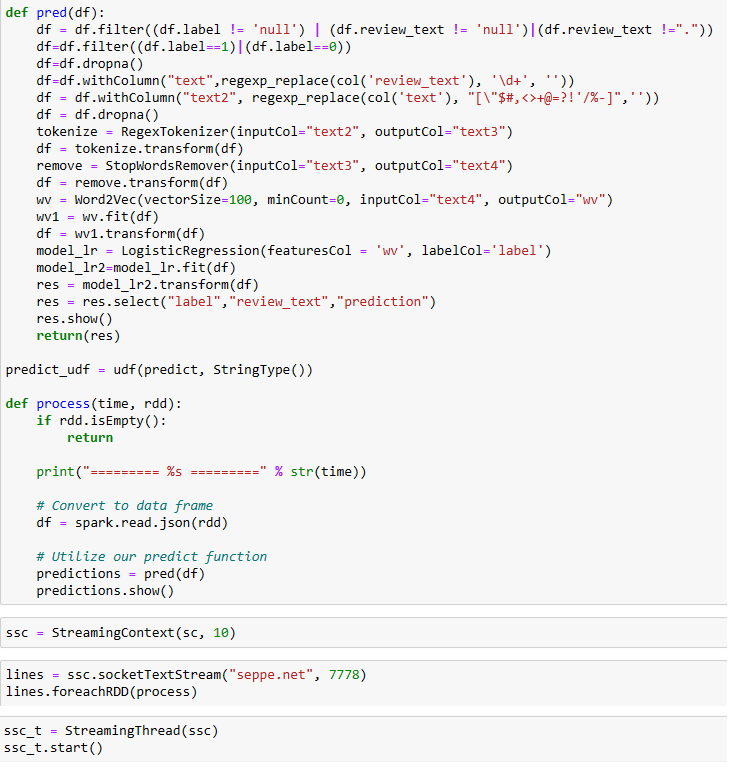 def pred(df):
    df = df.filter((df.label != 'null') | (df.review_text != 'null')|(df.review_text !="."))
    df=df.filter((df.label==1)|(df.label==0))
    df=df.dropna()
    df=df.withColumn("text",regexp_replace(col('review_text'), '\d+', ''))
    df = df.withColumn("text2", regexp_replace(col('text'), "[\"$#,<>+@=?!'/%-]",''))
    df = df.dropna()
    tokenize = RegexTokenizer(inputCol="text2", outputCol="text3")
    df = tokenize.transform(df)
    remove = StopWordsRemover(inputCol="text3", outputCol="text4")
    df = remove.transform(df)
    wv = Word2Vec(vectorSize=100, minCount=0, inputCol="text4", outputCol="wv")
    wv1 = wv.fit(df)
    df = wv1.transform(df)
    model_lr = LogisticRegression(featuresCol = 'wv', labelCol='label')
    model_lr2=model_lr.fit(df)
    res = model_lr2.transform(df)
    res = res.select("label","review_text","prediction")
    res.show()
    return(res)

predict_udf = udf(predict, StringType())

def process(time, rdd):
    if rdd.isEmpty():
        return

    print("========= %s =========" % str(time))

    # Convert to data frame
    df = spark.read.json(rdd)

    # Utilize our predict function
    predictions = pred(df)
    predictions.show()

ssc = StreamingContext(sc, 10)

lines = ssc.socketTextStream("seppe.net", 7778)
lines.foreachRDD(process)

ssc_t = StreamingThread(ssc)
ssc_t.start()